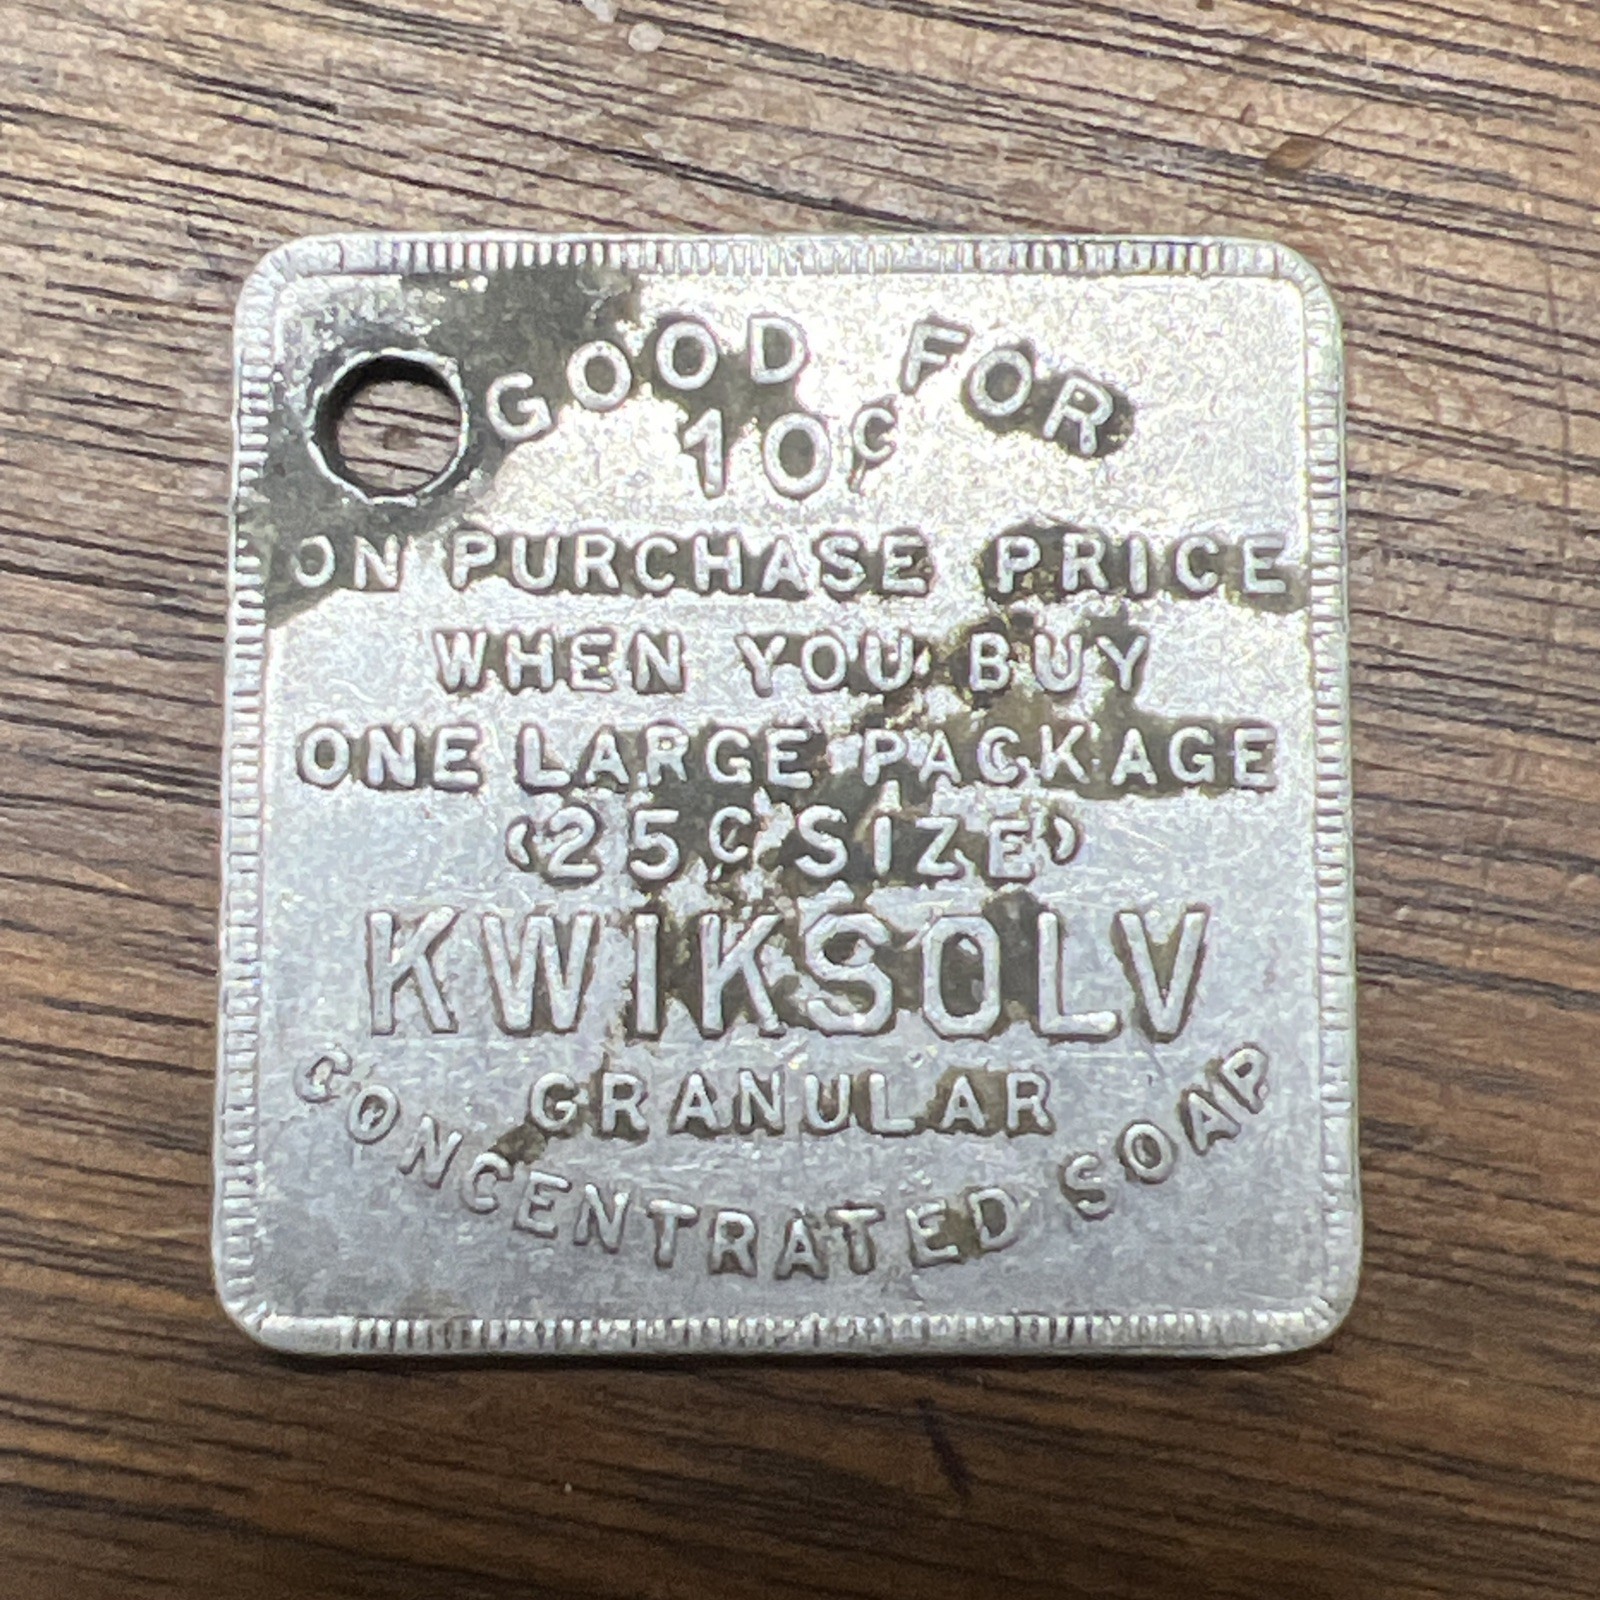 GOOD FOR
10¢
ON PURCHASE PRICE
WHEN YOU BUY
ONE LARGE PACKAGE
(25¢ SIZE)
KWIKSOLV
GRANULAR
CONCENTRATED SOAP